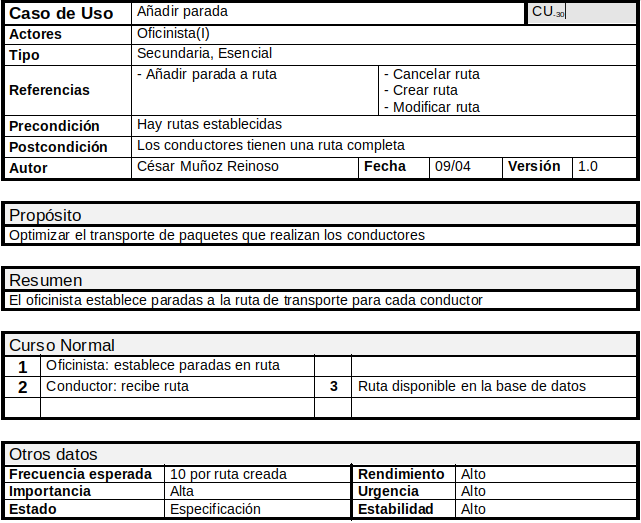 Caso de Uso Añadir parada CU-30
Actores Oficinista(I)
Tipo Secundaria, Esencial
Referencias - Añadir parada a ruta - Cancelar ruta
- Crear ruta
- Modificar ruta
Precondición Hay rutas establecidas
Postcondición Los conductores tienen una ruta completa
Autor César Muñoz Reinoso Fecha 09/04 Versión 1.0
Propósito
Optimizar el transporte de paquetes que realizan los conductores
Resumen
El oficinista establece paradas a la ruta de transporte para cada conductor
Curso Normal
1 Oficinista: establece paradas en ruta
2 Conductor: recibe ruta 3 Ruta disponible en la base de datos
Otros datos
Frecuencia esperada 10 por ruta creada Rendimiento Alto
Importancia Alta Urgencia Alto
Estado Especificación Estabilidad Alto